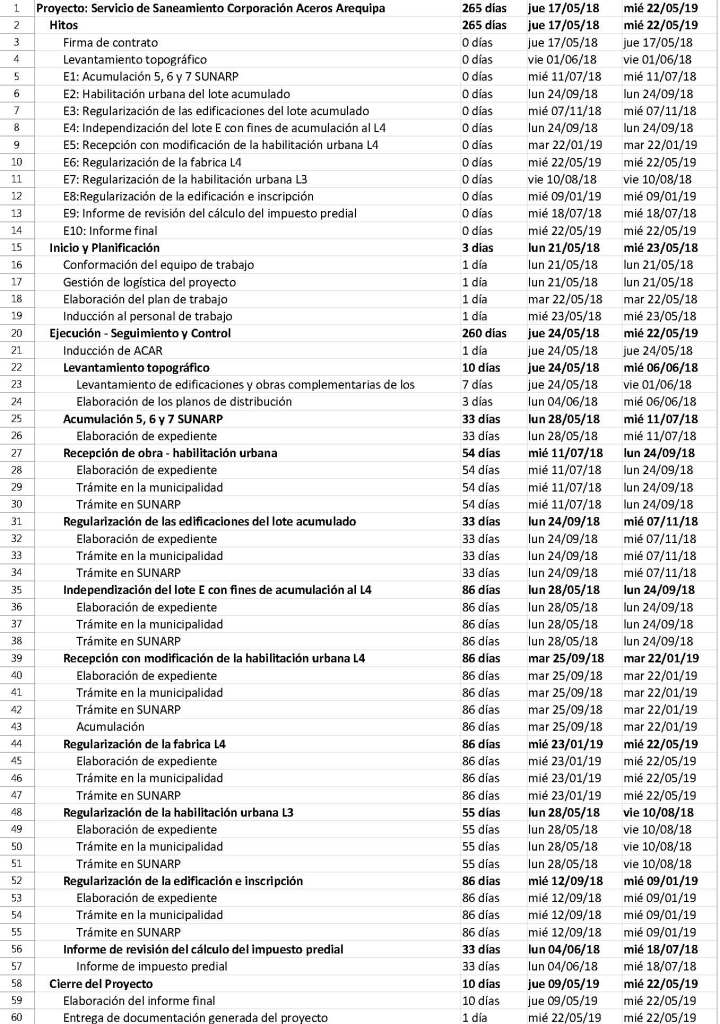 1 Proyecto: Servicio de Saneamiento Corporación Aceros Arequipa 265 días jue 17/05/18 mié 22/05/19
2 Hitos 265 días jue 17/05/18 mié 22/05/19
3 Firma de contrato 0 días jue 17/05/18 jue 17/05/18
4 Levantamiento topográfico 0 días vie 01/06/18 vie 01/06/18
5 E1: Acumulación 5, 6 y 7 SUNARP 0 días mié 11/07/18 mié 11/07/18
6 E2: Habilitación urbana del lote acumulado 0 días lun 24/09/18 lun 24/09/18
7 E3: Regularización de las edificaciones del lote acumulado 0 días mié 07/11/18 mié 07/11/18
8 E4: Independización del lote E con fines de acumulación al L4 0 días lun 24/09/18 lun 24/09/18
9 E5: Recepción con modificación de la habilitación urbana L4 0 días mar 22/01/19 mar 22/01/19
10 E6: Regularización de la fabrica L4 0 días mié 22/05/19 mié 22/05/19
11 E7: Regularización de la habilitación urbana L3 0 días vie 10/08/18 vie 10/08/18
12 E8:Regularización de la edificación e inscripción 0 días mié 09/01/19 mié 09/01/19
13 E9: Informe de revisión del cálculo del impuesto predial 0 días mié 18/07/18 mié 18/07/18
14 E10: Informe final 0 días mié 22/05/19 mié 22/05/19
15 Inicio y Planificación 3 días lun 21/05/18 mié 23/05/18
16 Conformación del equipo de trabajo 1 día lun 21/05/18 lun 21/05/18
17 Gestión de logística del proyecto 1 día lun 21/05/18 lun 21/05/18
18 Elaboración del plan de trabajo 1 día mar 22/05/18 mar 22/05/18
19 Inducción al personal de trabajo 1 día mié 23/05/18 mié 23/05/18
20 Ejecución - Seguimiento y Control 260 días jue 24/05/18 mié 22/05/19
21 Inducción de ACAR 1 día jue 24/05/18 jue 24/05/18
22 Levantamiento topográfico 10 días jue 24/05/18 mié 06/06/18
23 Levantamiento de edificaciones y obras complementarias de los 7 días jue 24/05/18 vie 01/06/18
24 Elaboración de los planos de distribución 3 días lun 04/06/18 mié 06/06/18
25 Acumulación 5, 6 y 7 SUNARP 33 días lun 28/05/18 mié 11/07/18
26 Elaboración de expediente 33 días lun 28/05/18 mié 11/07/18
27 Recepción de obra - habilitación urbana 54 días mié 11/07/18 lun 24/09/18
28 Elaboración de expediente 54 días mié 11/07/18 lun 24/09/18
29 Trámite en la municipalidad 54 días mié 11/07/18 lun 24/09/18
30 Trámite en SUNARP 54 días mié 11/07/18 lun 24/09/18
31 Regularización de las edificaciones del lote acumulado 33 días lun 24/09/18 mié 07/11/18
32 Elaboración de expediente 33 días lun 24/09/18 mié 07/11/18
33 Trámite en la municipalidad 33 días lun 24/09/18 mié 07/11/18
34 Trámite en SUNARP 33 días lun 24/09/18 mié 07/11/18
35 Independización del lote E con fines de acumulación al L4 86 días lun 28/05/18 lun 24/09/18
36 Elaboración de expediente 86 días lun 28/05/18 lun 24/09/18
37 Trámite en la municipalidad 86 días lun 28/05/18 lun 24/09/18
38 Trámite en SUNARP 86 días lun 28/05/18 lun 24/09/18
39 Recepción con modificación de la habilitación urbana L4 86 días mar 25/09/18 mar 22/01/19
40 Elaboración de expediente 86 días mar 25/09/18 mar 22/01/19
41 Trámite en la municipalidad 86 días mar 25/09/18 mar 22/01/19
42 Trámite en SUNARP 86 días mar 25/09/18 mar 22/01/19
43 Acumulación 86 días mar 25/09/18 mar 22/01/19
44 Regularización de la fabrica L4 86 días mié 23/01/19 mié 22/05/19
45 Elaboración de expediente 86 días mié 23/01/19 mié 22/05/19
46 Trámite en la municipalidad 86 días mié 23/01/19 mié 22/05/19
47 Trámite en SUNARP 86 días mié 23/01/19 mié 22/05/19
48 Regularización de la habilitación urbana L3 55 días lun 28/05/18 vie 10/08/18
49 Elaboración de expediente 55 días lun 28/05/18 vie 10/08/18
50 Trámite en la municipalidad 55 días lun 28/05/18 vie 10/08/18
51 Trámite en SUNARP 55 días lun 28/05/18 vie 10/08/18
52 Regularización de la edificación e inscripción 86 días mié 12/09/18 mié 09/01/19
53 Elaboración de expediente 86 días mié 12/09/18 mié 09/01/19
54 Trámite en la municipalidad 86 días mié 12/09/18 mié 09/01/19
55 Trámite en SUNARP 86 días mié 12/09/18 mié 09/01/19
56 Informe de revisión del cálculo del impuesto predial 33 días lun 04/06/18 mié 18/07/18
57 Informe de impuesto predial 33 días lun 04/06/18 mié 18/07/18
58 Cierre del Proyecto 10 días jue 09/05/19 mié 22/05/19
59 Elaboración del informe final 10 días jue 09/05/19 mié 22/05/19
60 Entrega de documentación generada del proyecto 1 día mié 22/05/19 mié 22/05/19